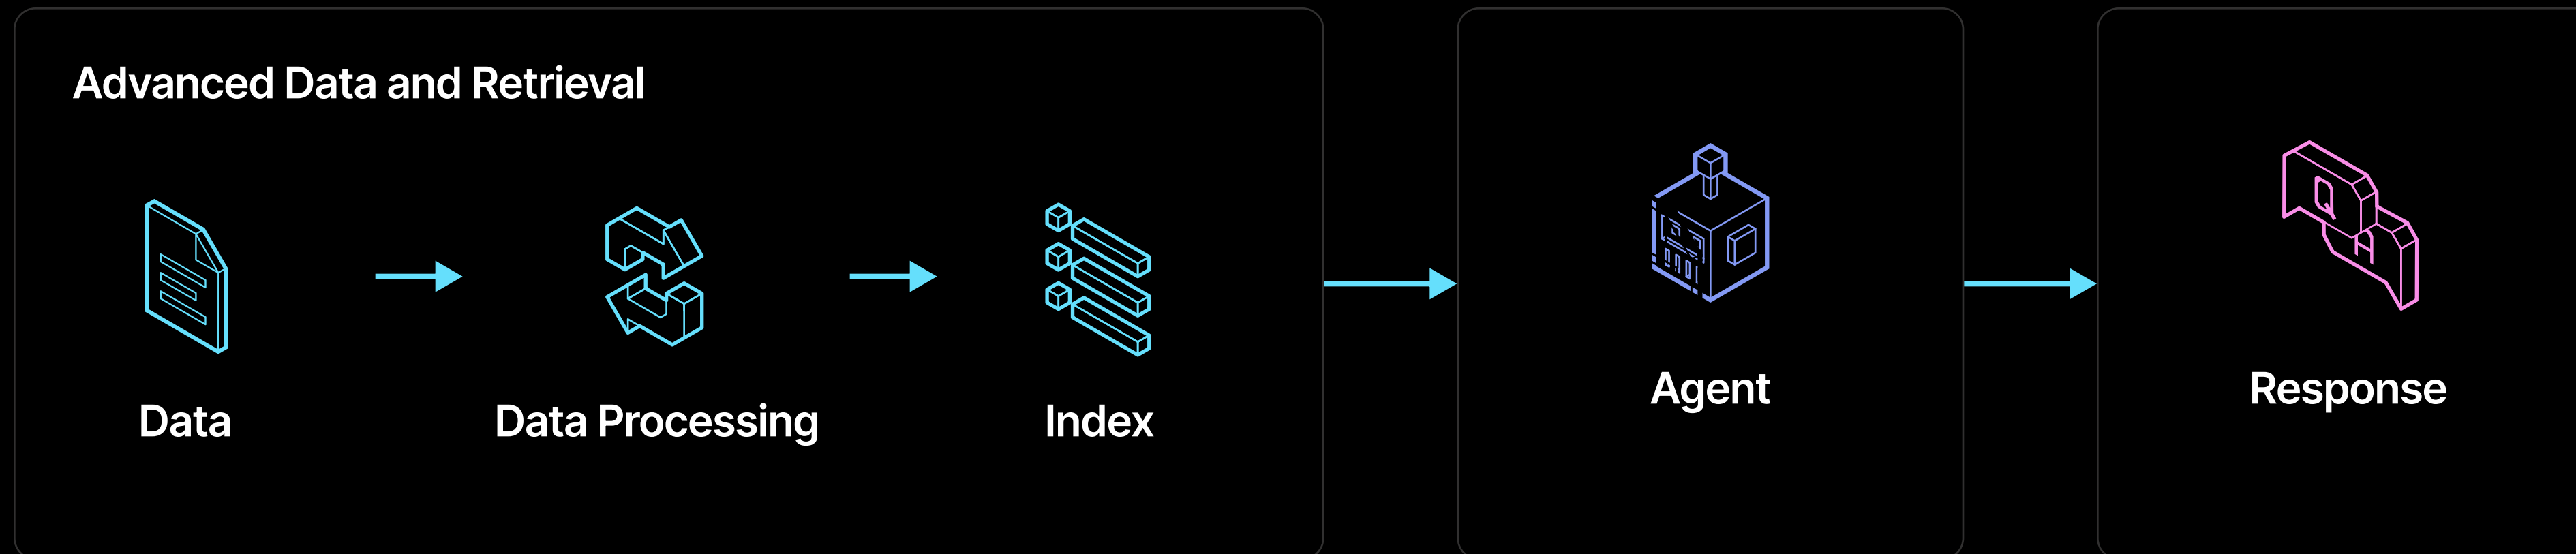 Advanced Data and Retrieval
Data
Data Processing
Index
Agent
Q
A
Response